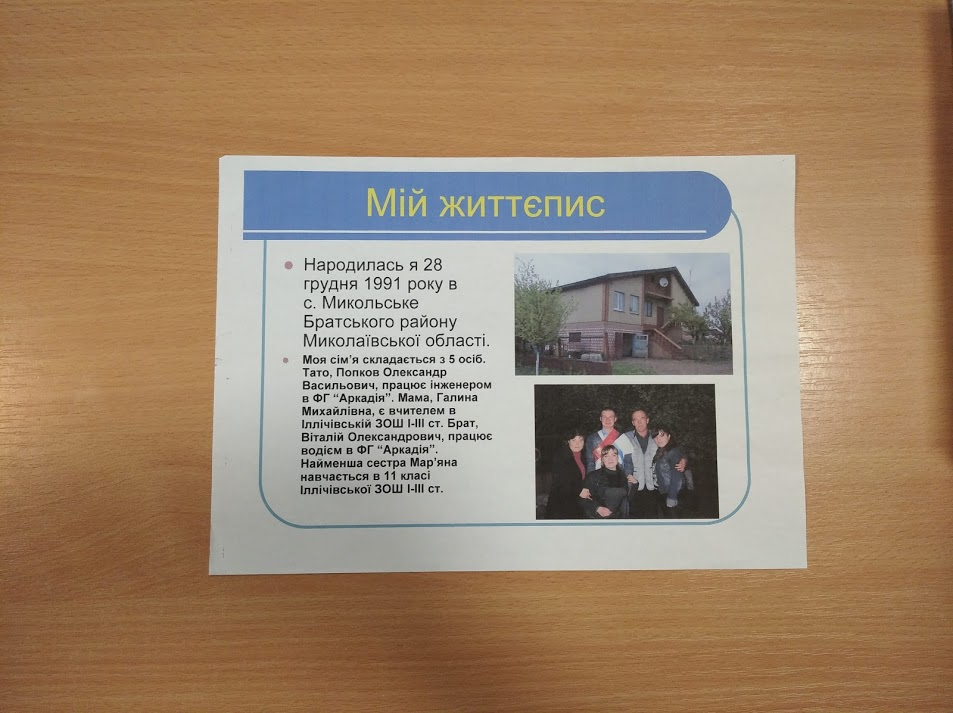 Мій життєпис
Народилась я 28
грудня 1991 року в
с. Микольське
Братського району
Миколаївської області.
Моя сім’я складається з 5 осіб.
Тато, Попков Олександр
Васильович, працює інженером
в ФГ “Аркадія”. Мама, Галина
Михайлівна, є вчителем в
Іллічівській ЗОШ І-ІІІ ст. Брат,
Віталій Олександрович, працює
водієм в ФГ “Аркадія”.
Найменша сестра Мар’яна
навчається в 11 класі
Іллічівської ЗОШ І-ІІІ ст.